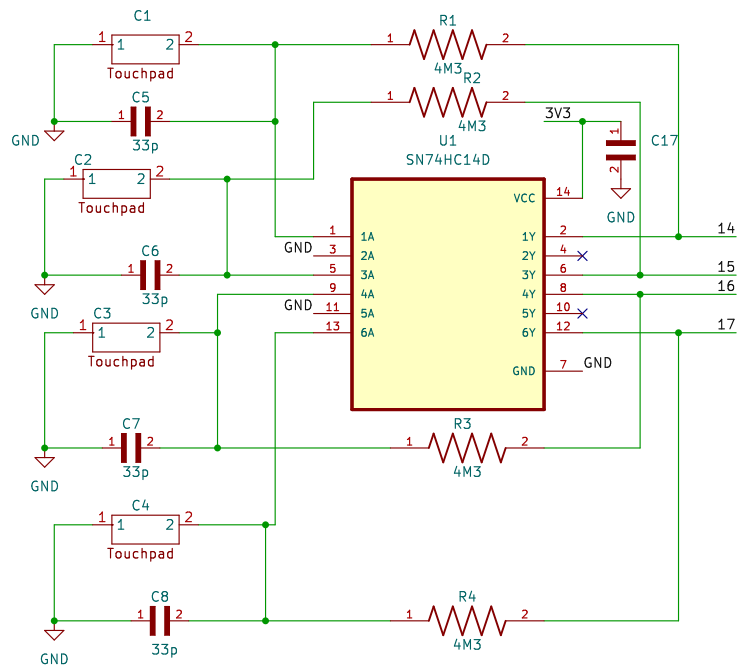 C1
1 2
1 2
Touchpad
R1
1 2
4M3
C5
1 2
33p
GND
R2
1 2
4M3
3V3
C17
1
2
GND
U1
SN74HC14D
C2
1 2
1 2
Touchpad
C6
1 2
33p
GND
VCC 14
1 1A
1Y 2
14
GND
3 2A
2Y 4
5 3A
3Y 6
15
9 4A
4Y 8
16
GND
11 5A
5Y 10
13 6A
6Y 12
17
GND 7
GND
C3
1 2
1 2
Touchpad
C7
1 2
33p
GND
R3
1 2
4M3
C4
1 2
1 2
Touchpad
C8
1 2
33p
GND
R4
1 2
4M3